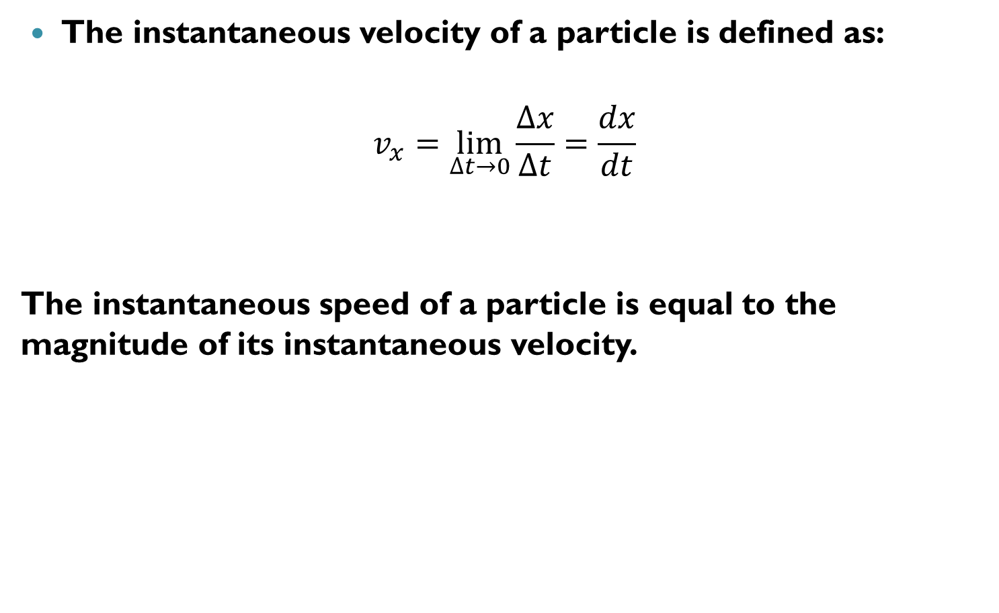 • The instantaneous velocity of a particle is defined as:
𝑣ₓ = lim_{Δ𝑡→0} Δ𝑥/Δ𝑡 = 𝑑𝑥/𝑑𝑡
The instantaneous speed of a particle is equal to the
magnitude of its instantaneous velocity.